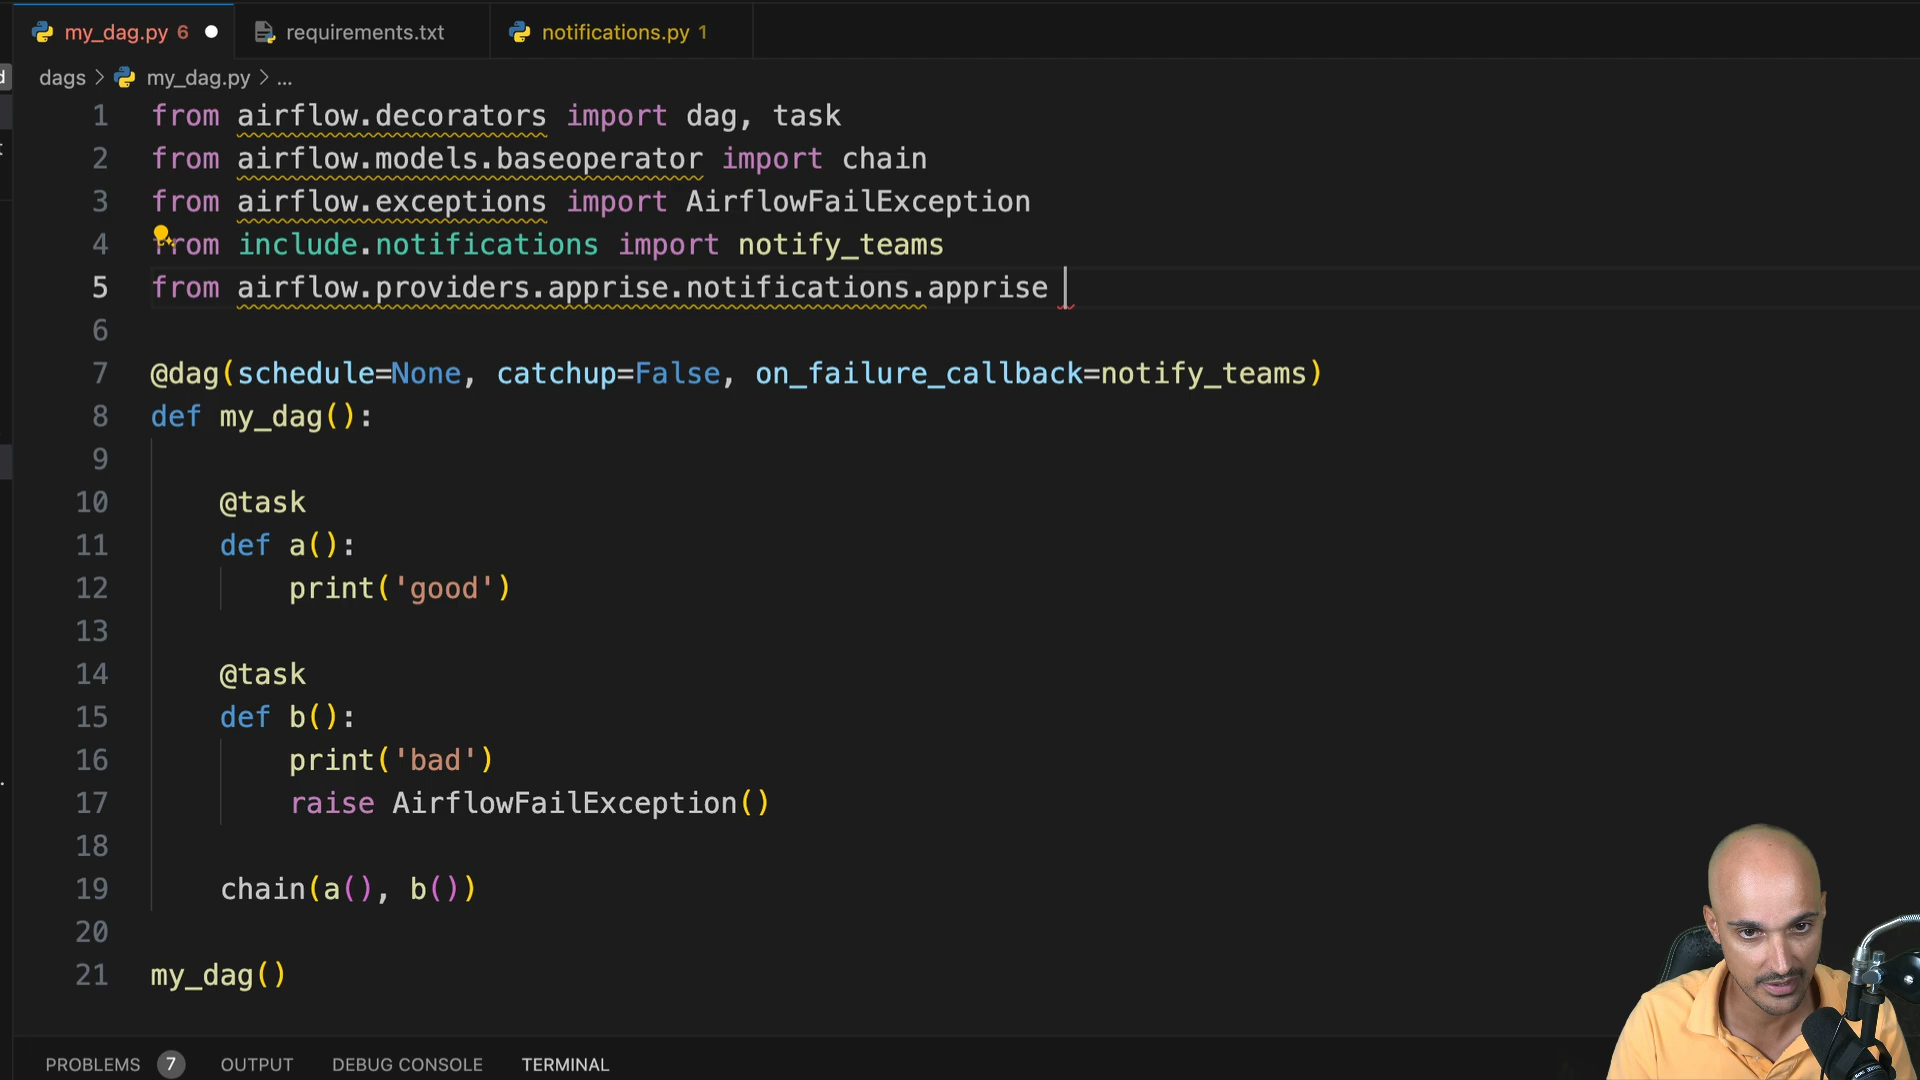 my_dag.py 6
requirements.txt
notifications.py 1
dags > my_dag.py > ...
1 from airflow.decorators import dag, task
2 from airflow.models.baseoperator import chain
3 from airflow.exceptions import AirflowFailException
4 from include.notifications import notify_teams
5 from airflow.providers.apprise.notifications.apprise
6
7 @dag(schedule=None, catchup=False, on_failure_callback=notify_teams)
8 def my_dag():
9
10 @task
11 def a():
12 print('good')
13
14 @task
15 def b():
16 print('bad')
17 raise AirflowFailException()
18
19 chain(a(), b())
20
21 my_dag()
PROBLEMS 7 OUTPUT DEBUG CONSOLE TERMINAL